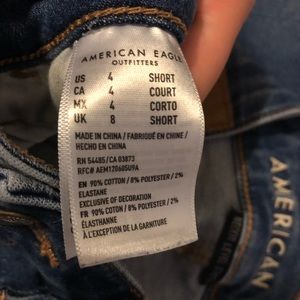 AMERICAN EAGLE
OUTFITTERS
US 4 SHORT
CA 4 COURT
MX 4 CORTO
UK 8 SHORT
MADE IN CHINA / FABRIQUÉ EN CHINE /
HECHO EN CHINA
RN 54485/CA 03873
RFC# AEM120605U9A
EN 90% COTTON / 8% POLYESTER / 2%
ELASTANE
EXCLUSIVE OF DECORATION
FR 90% COTON / 8% POLYESTER / 2%
ÉLASTHANNE
À L'EXCEPTION DE LA GARNITURE
AMERICAN